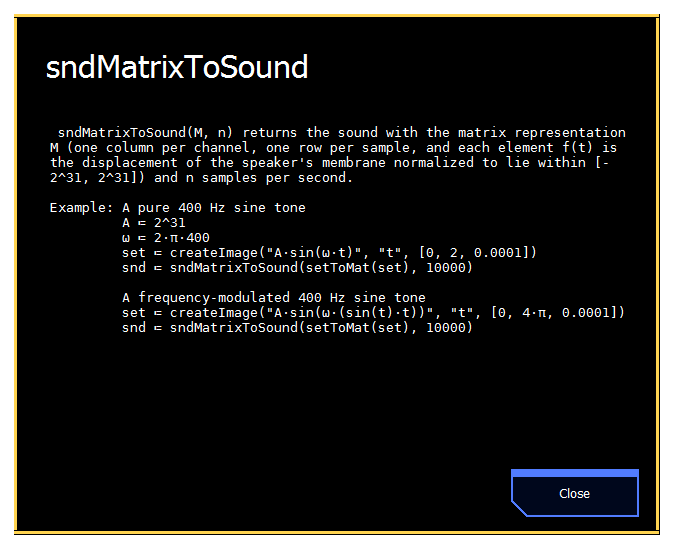 sndMatrixToSound
sndMatrixToSound(M, n) returns the sound with the matrix representation
M (one column per channel, one row per sample, and each element f(t) is
the displacement of the speaker's membrane normalized to lie within [-
2^31, 2^31]) and n samples per second.
Example: A pure 400 Hz sine tone
A ≔ 2^31
ω ≔ 2·π·400
set ≔ createImage("A·sin(ω·t)", "t", [0, 2, 0.0001])
snd ≔ sndMatrixToSound(setToMat(set), 10000)
A frequency-modulated 400 Hz sine tone
set ≔ createImage("A·sin(ω·(sin(t)·t))", "t", [0, 4·π, 0.0001])
snd ≔ sndMatrixToSound(setToMat(set), 10000)
Close